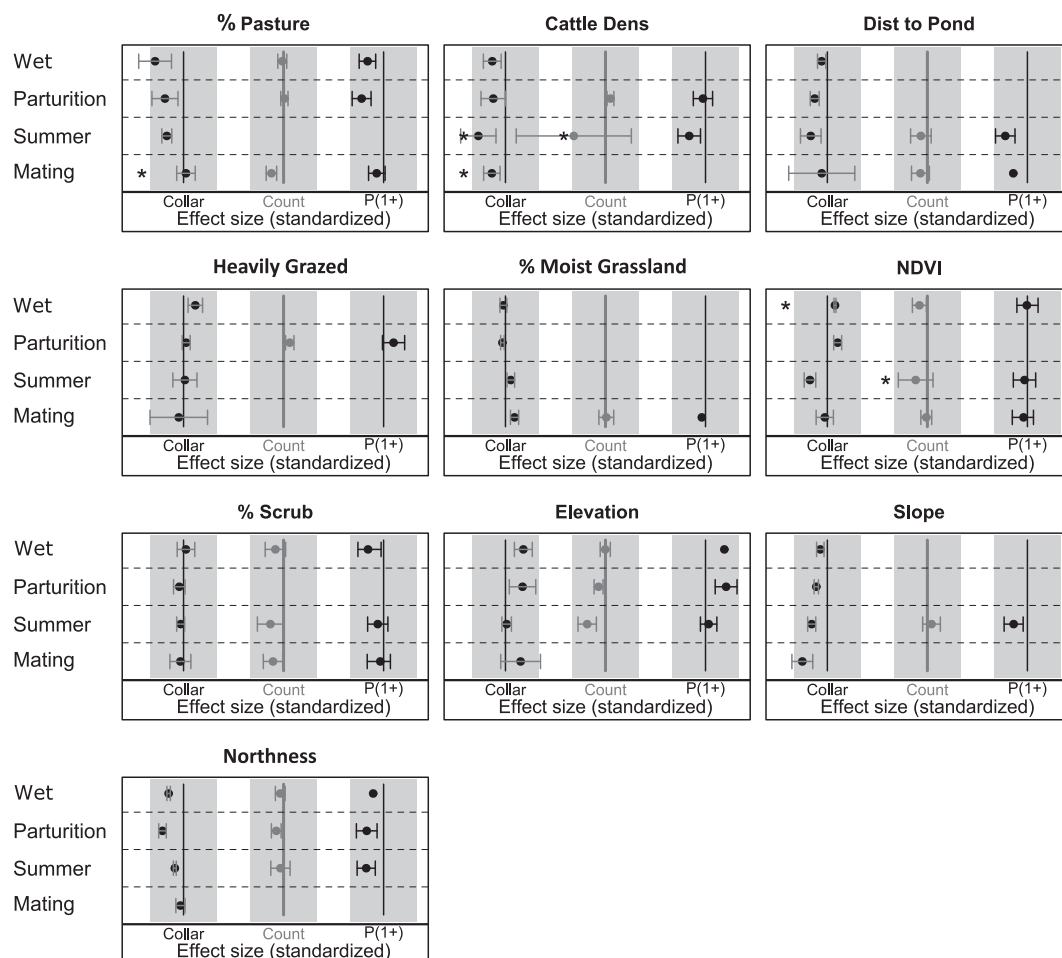 % Pasture Cattle Dens Dist to Pond
Wet
Parturition
* *
Summer
* *
Mating
Collar Count P(1+) Collar Count P(1+) Collar Count P(1+)
Effect size (standardized) Effect size (standardized) Effect size (standardized)
Heavily Grazed % Moist Grassland NDVI
Wet *
Parturition
Summer *
Mating
Collar Count P(1+) Collar Count P(1+) Collar Count P(1+)
Effect size (standardized) Effect size (standardized) Effect size (standardized)
% Scrub Elevation Slope
Wet
Parturition
Summer
Mating
Collar Count P(1+) Collar Count P(1+) Collar Count P(1+)
Effect size (standardized) Effect size (standardized) Effect size (standardized)
Northness
Wet
Parturition
Summer
Mating
Collar Count P(1+)
Effect size (standardized)